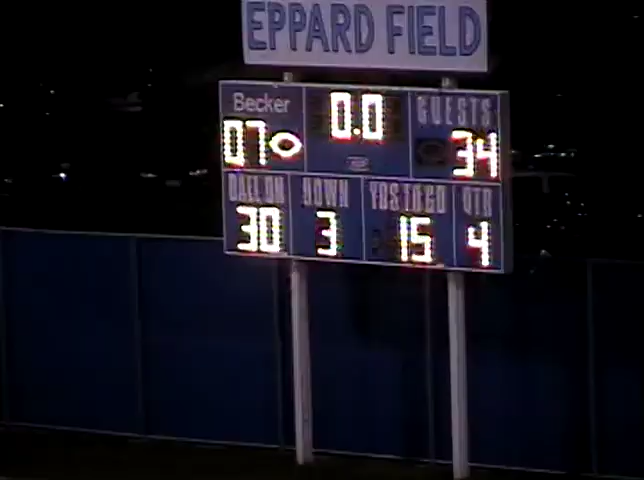 EPPARD FIELD
Becker 0.0 GUESTS
07 34
BALL ON DOWN YDS TO GO QTR
30 3 15 4